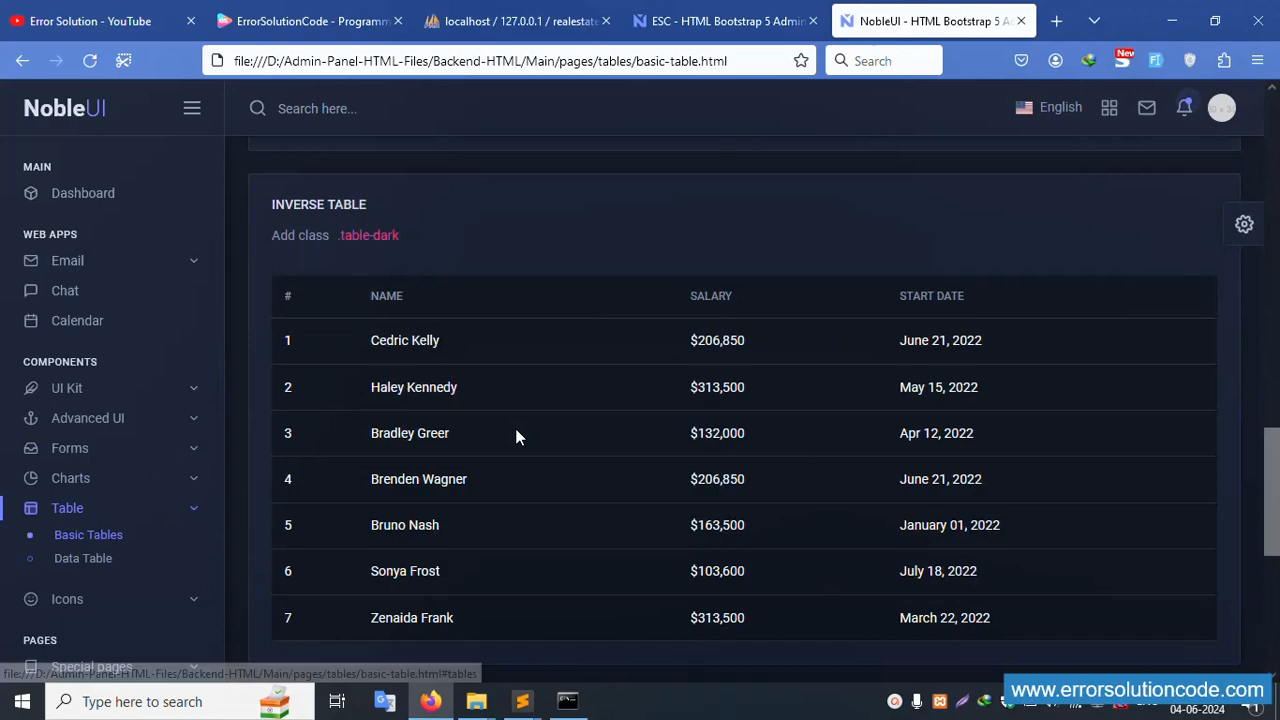 Error Solution - YouTube
ErrorSolutionCode - Programm
localhost / 127.0.0.1 / realestate
ESC - HTML Bootstrap 5 Admin
NobleUI - HTML Bootstrap 5 Ad
file:///D:/Admin-Panel-HTML-Files/Backend-HTML/Main/pages/tables/basic-table.html
Search
New
NobleUI
Search here...
English
MAIN
Dashboard
WEB APPS
Email
Chat
Calendar
COMPONENTS
UI Kit
Advanced UI
Forms
Charts
Table
Basic Tables
Data Table
Icons
PAGES
Special pages
INVERSE TABLE
Add class .table-dark
# NAME SALARY START DATE
1 Cedric Kelly $206,850 June 21, 2022
2 Haley Kennedy $313,500 May 15, 2022
3 Bradley Greer $132,000 Apr 12, 2022
4 Brenden Wagner $206,850 June 21, 2022
5 Bruno Nash $163,500 January 01, 2022
6 Sonya Frost $103,600 July 18, 2022
7 Zenaida Frank $313,500 March 22, 2022
file:///D:/Admin-Panel-HTML-Files/Backend-HTML/Main/pages/tables/basic-table.html#tables
Type here to search
www.errorsolutioncode.com
04-06-2024